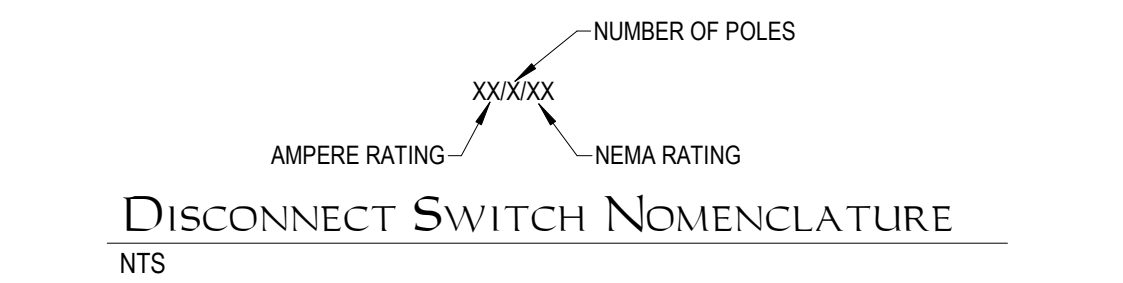 NUMBER OF POLES
XX/X/XX
AMPERE RATING
NEMA RATING
DISCONNECT SWITCH NOMENCLATURE
NTS